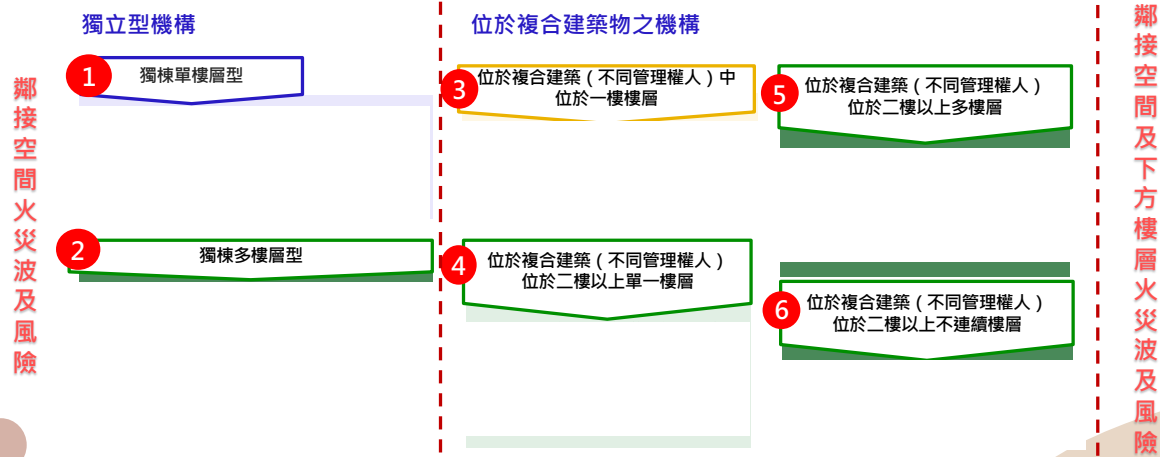 鄰接空間火災波及風險
獨立型機構
1
獨棟單樓層型
2
獨棟多樓層型
位於複合建築物之機構
3
位於複合建築（不同管理權人）中
位於一樓樓層
4
位於複合建築（不同管理權人）
位於二樓以上單一樓層
5
位於複合建築（不同管理權人）
位於二樓以上多樓層
6
位於複合建築（不同管理權人）
位於二樓以上不連續樓層
鄰接空間及下方樓層火災波及風險